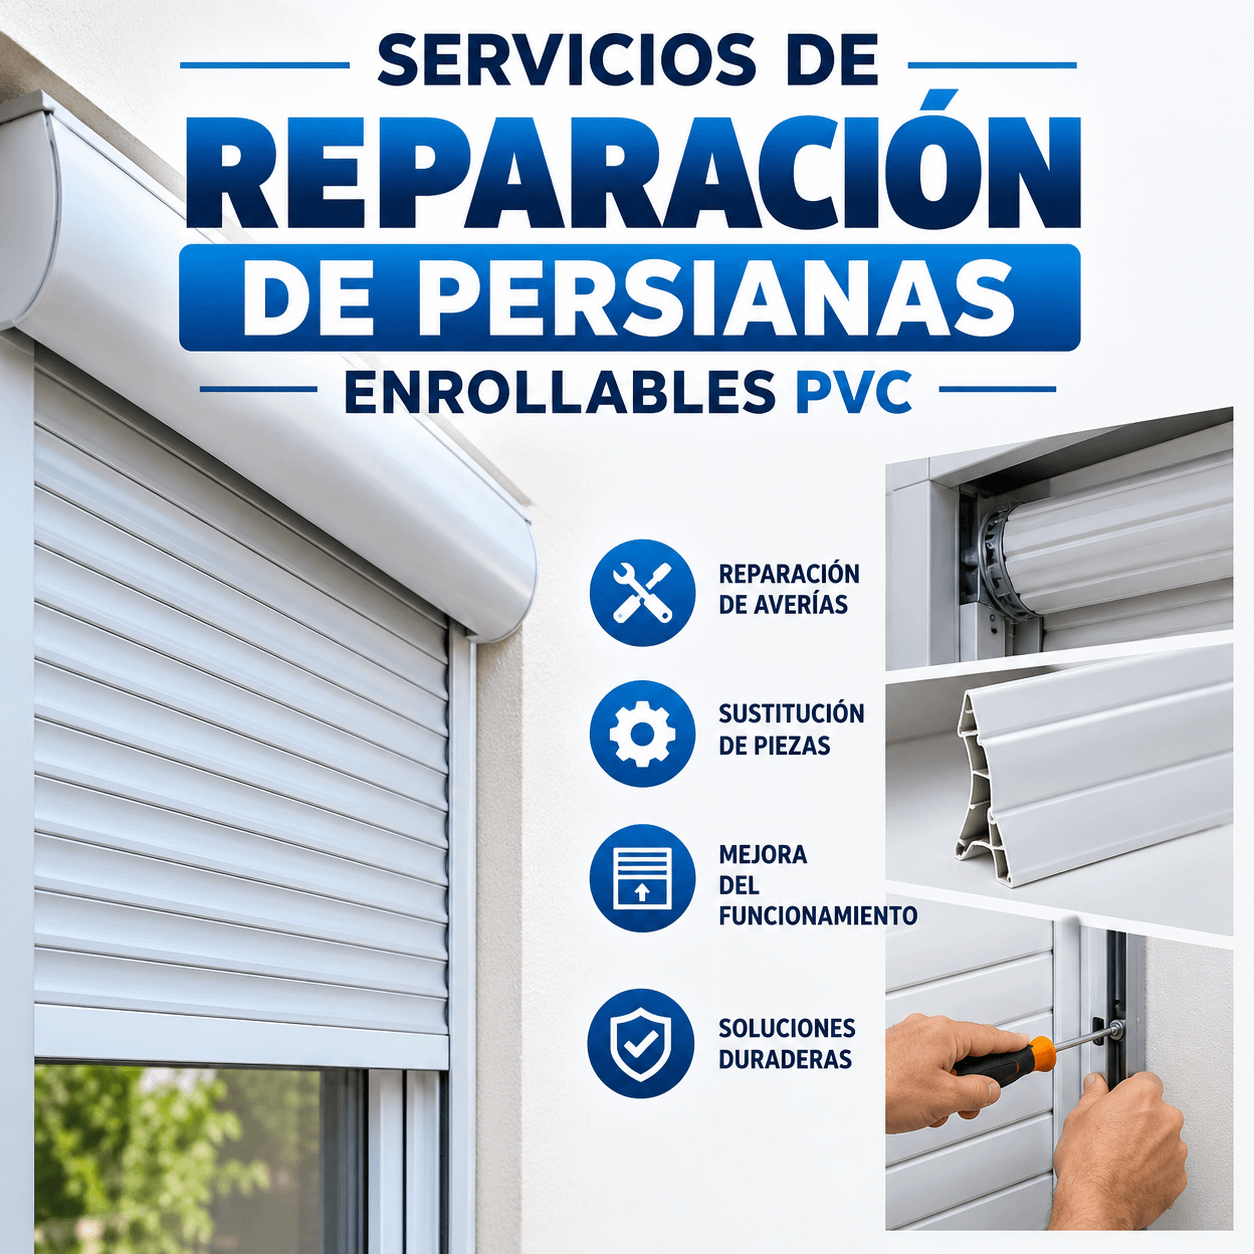 SERVICIOS DE
REPARACIÓN
DE PERSIANAS
ENROLLABLES PVC
REPARACIÓN
DE AVERÍAS
SUSTITUCIÓN
DE PIEZAS
MEJORA
DEL
FUNCIONAMIENTO
SOLUCIONES
DURADERAS